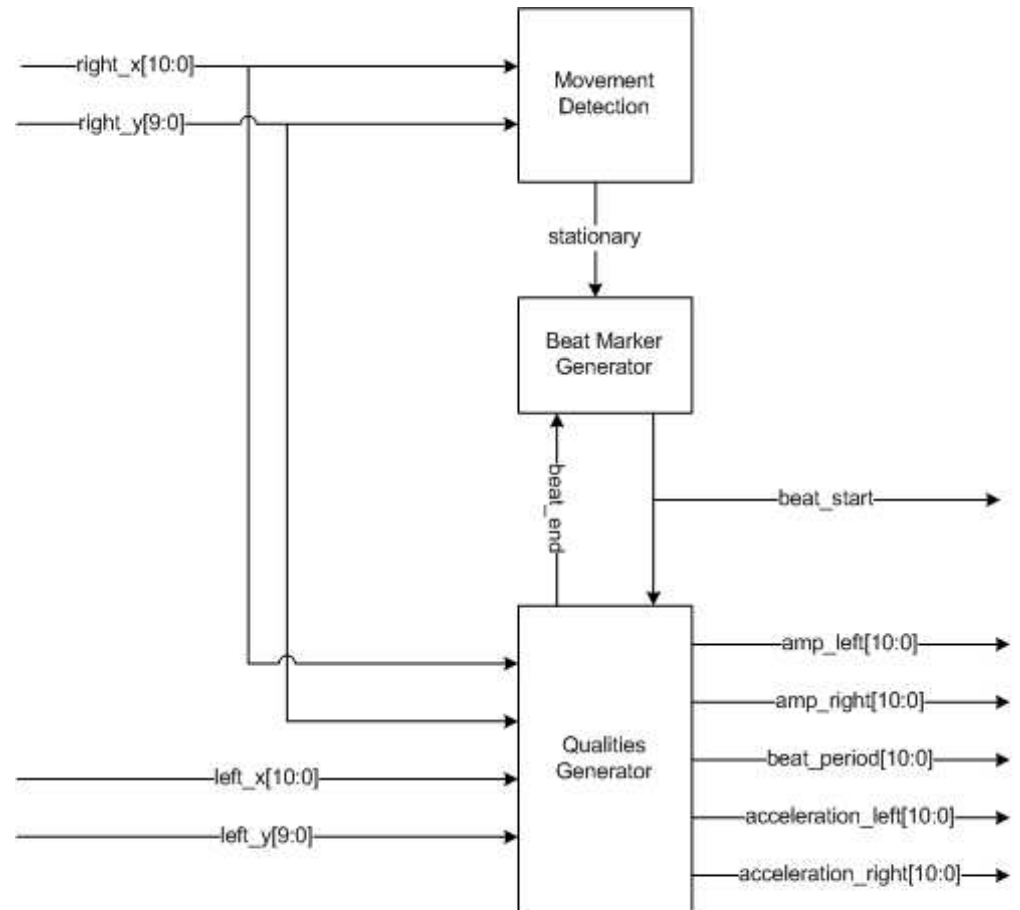 right_x[10:0]
Movement
Detection
right_y[9:0]
stationary
Beat Marker
Generator
beat_end
beat_start
amp_left[10:0]
amp_right[10:0]
Qualities
Generator
beat_period[10:0]
left_x[10:0]
acceleration_left[10:0]
left_y[9:0]
acceleration_right[10:0]